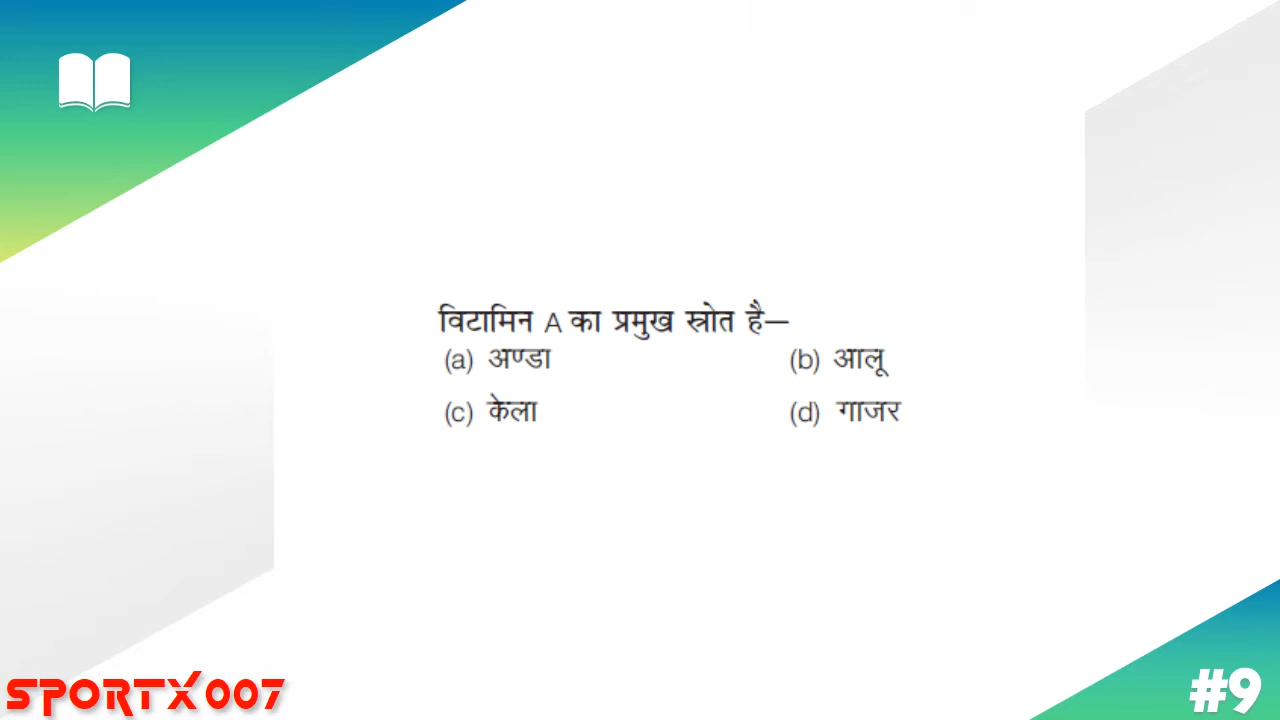 विटामिन A का प्रमुख स्त्रोत है—
(a) अण्डा (b) आलू
(c) केला (d) गाजर
SPORTX007
#9